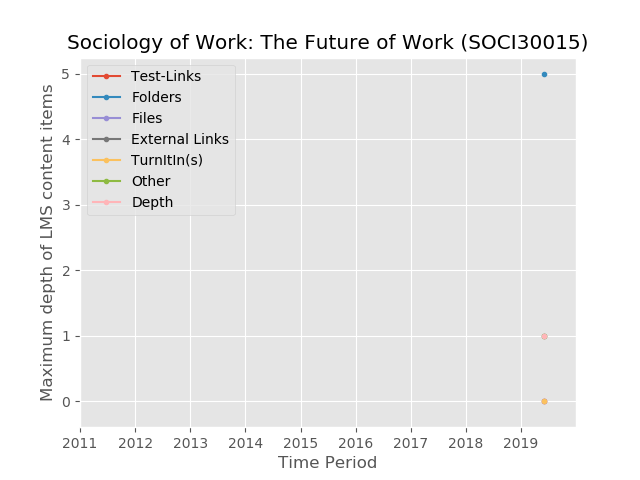 Sociology of Work: The Future of Work (SOCI30015)
Maximum depth of LMS content items
5
4
3
2
1
0
Test-Links
Folders
Files
External Links
TurnItIn(s)
Other
Depth
2011 2012 2013 2014 2015 2016 2017 2018 2019
Time Period